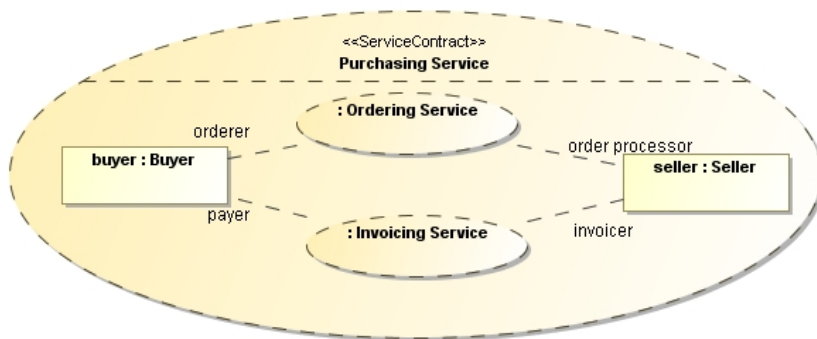 <<ServiceContract>>
Purchasing Service
: Ordering Service
orderer
order processor
buyer : Buyer
seller : Seller
payer
: Invoicing Service
invoicer